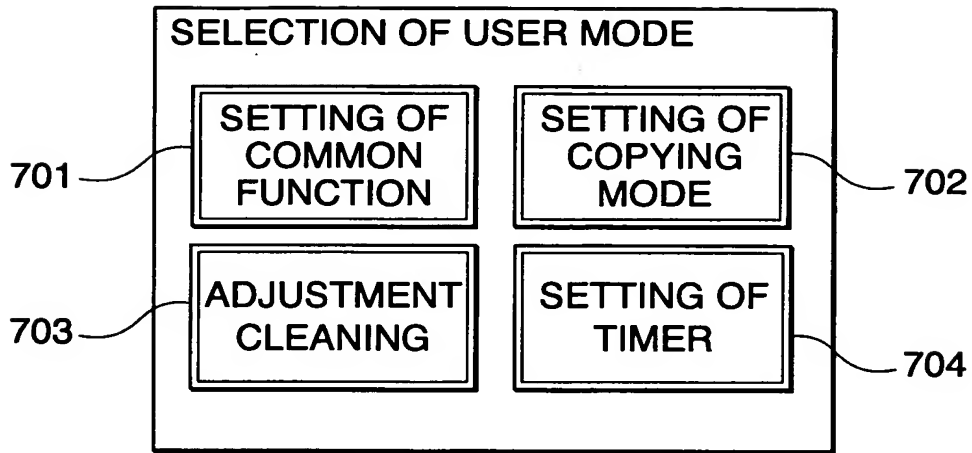 SELECTION OF USER MODE
SETTING OF
COMMON
FUNCTION
701
SETTING OF
COPYING
MODE
702
ADJUSTMENT
CLEANING
703
SETTING OF
TIMER
704